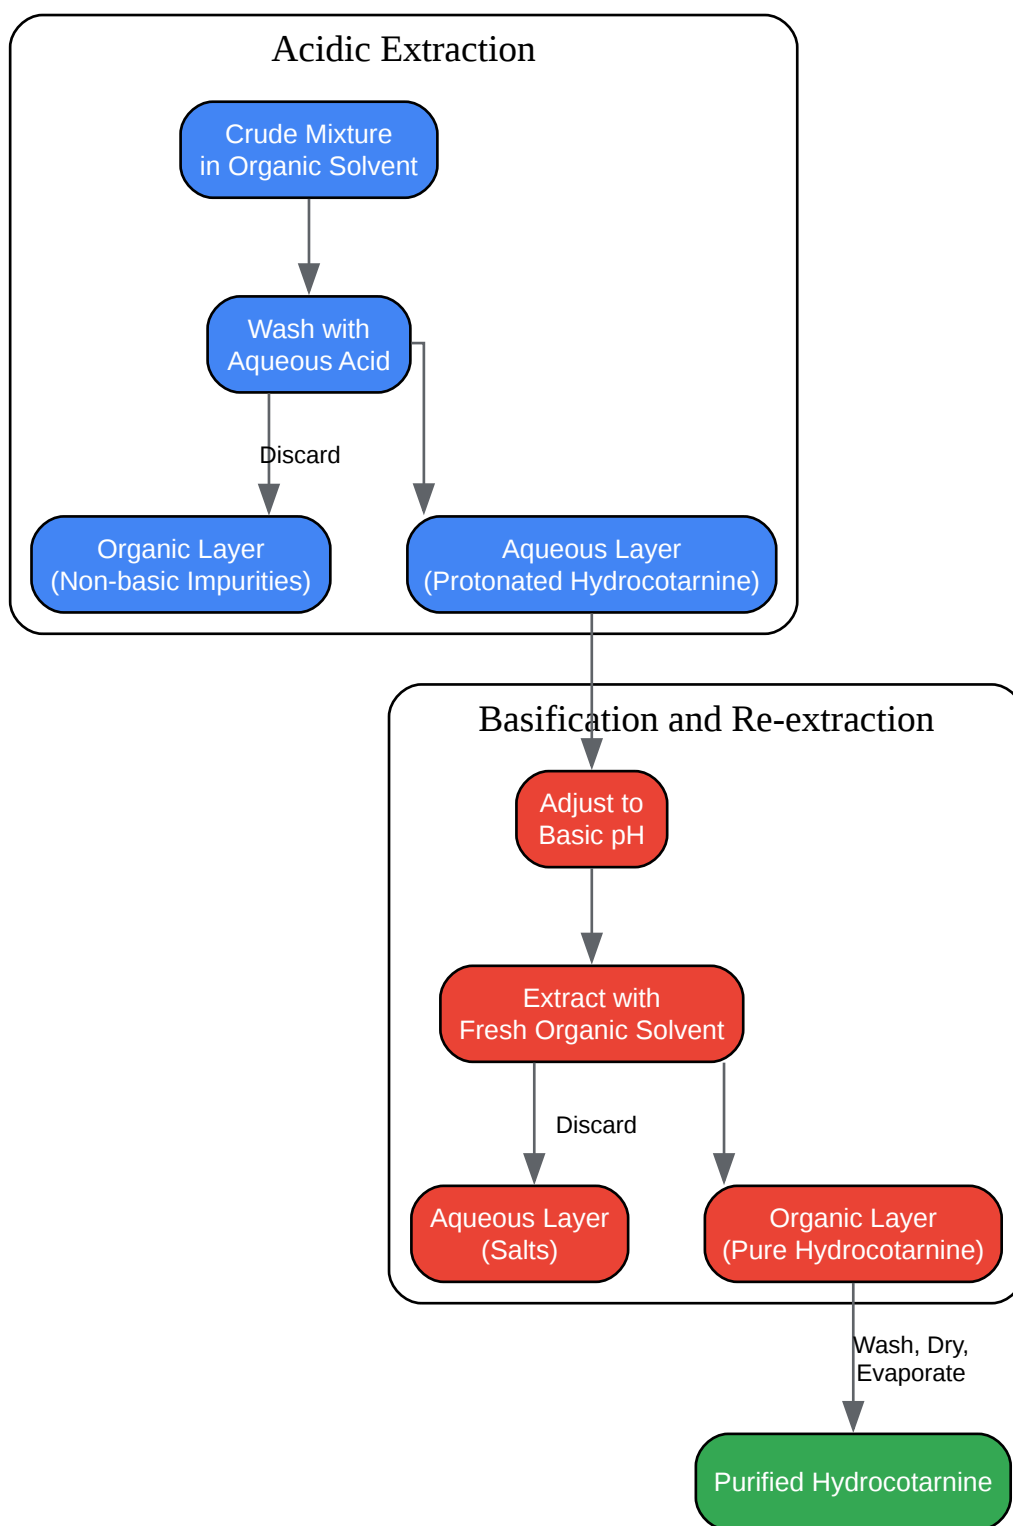 Acidic Extraction
Crude Mixture
in Organic Solvent
Wash with
Aqueous Acid
Discard
Organic Layer
(Non-basic Impurities)
Aqueous Layer
(Protonated Hydrocotarnine)
Basification and Re-extraction
Adjust to
Basic pH
Extract with
Fresh Organic Solvent
Discard
Aqueous Layer
(Salts)
Organic Layer
(Pure Hydrocotarnine)
Wash, Dry,
Evaporate
Purified Hydrocotarnine